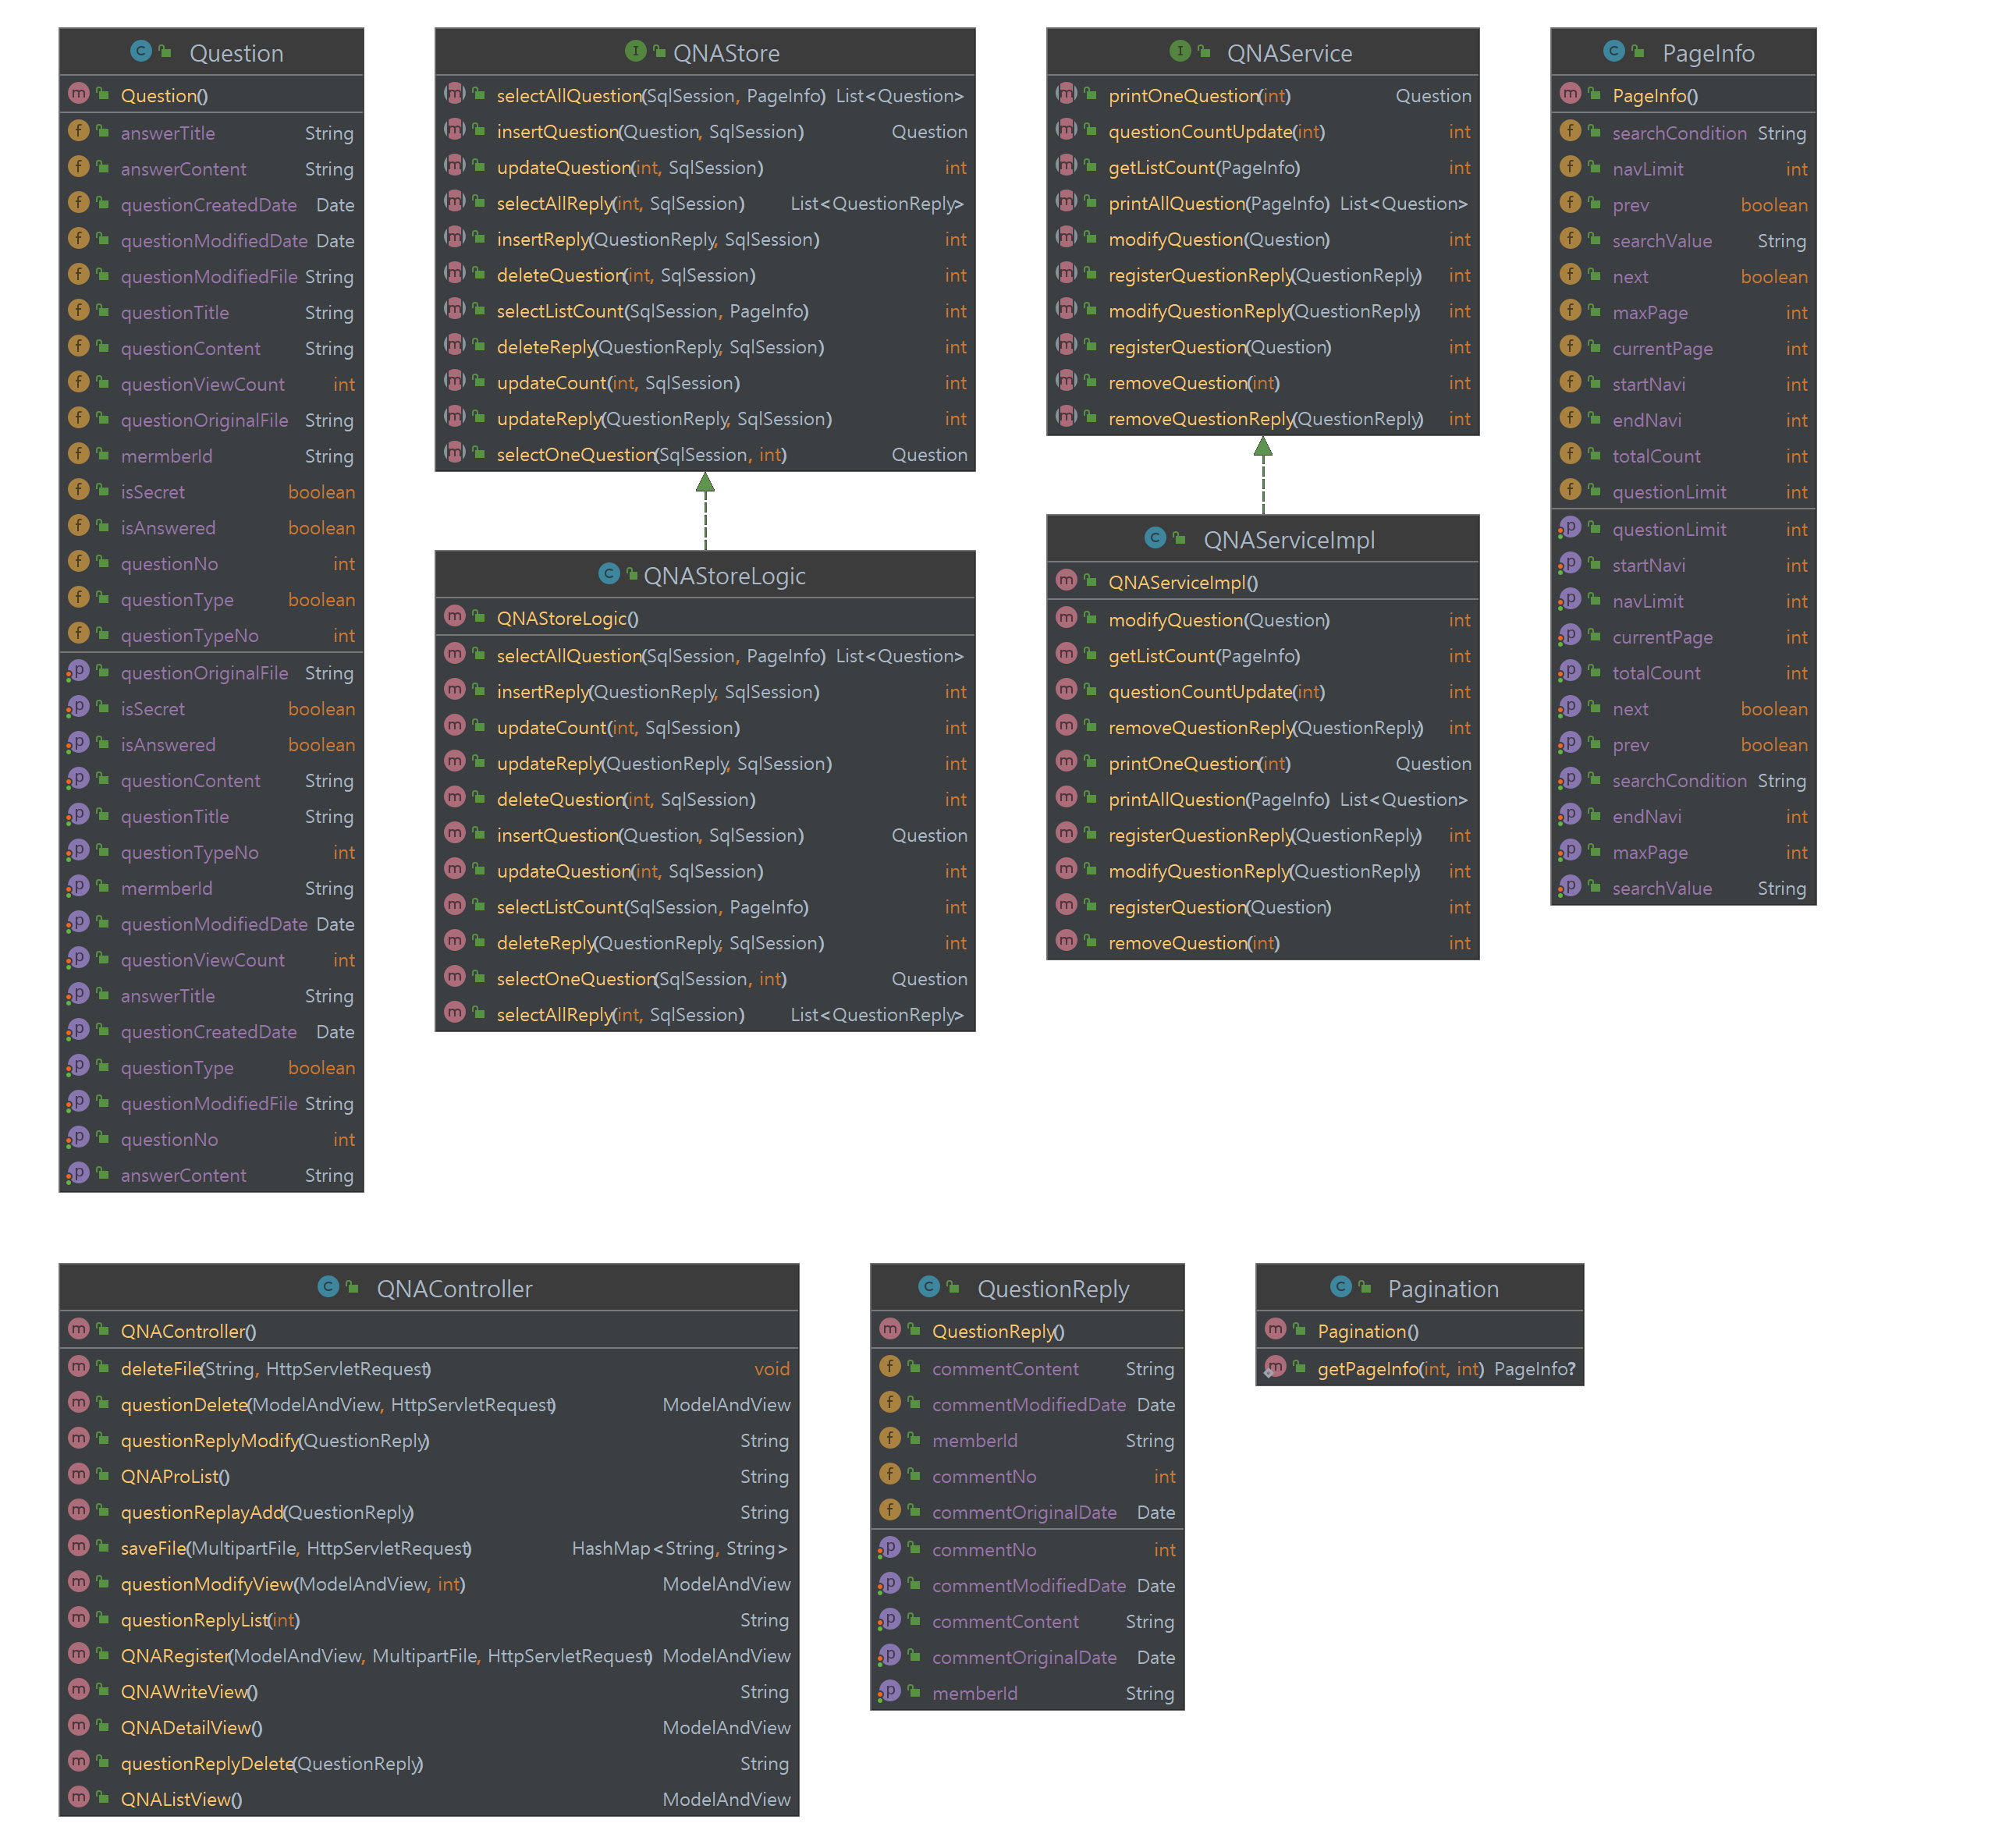 Question
Question()
answerTitle String
answerContent String
questionCreatedDate Date
questionModifiedDate Date
questionModifiedFile String
questionTitle String
questionContent String
questionViewCount int
questionOriginalFile String
mermberId String
isSecret boolean
isAnswered boolean
questionNo int
questionType boolean
questionTypeNo int
questionOriginalFile String
isSecret boolean
isAnswered boolean
questionContent String
questionTitle String
questionTypeNo int
mermberId String
questionModifiedDate Date
questionViewCount int
answerTitle String
questionCreatedDate Date
questionType boolean
questionModifiedFile String
questionNo int
answerContent String
QNAStore
selectAllQuestion(SqlSession, PageInfo) List<Question>
insertQuestion(Question, SqlSession) Question
updateQuestion(int, SqlSession) int
selectAllReply(int, SqlSession) List<QuestionReply>
insertReply(QuestionReply, SqlSession) int
deleteQuestion(int, SqlSession) int
selectListCount(SqlSession, PageInfo) int
deleteReply(QuestionReply, SqlSession) int
updateCount(int, SqlSession) int
updateReply(QuestionReply, SqlSession) int
selectOneQuestion(SqlSession, int) Question
QNAStoreLogic
QNAStoreLogic()
selectAllQuestion(SqlSession, PageInfo) List<Question>
insertReply(QuestionReply, SqlSession) int
updateCount(int, SqlSession) int
updateReply(QuestionReply, SqlSession) int
deleteQuestion(int, SqlSession) int
insertQuestion(Question, SqlSession) Question
updateQuestion(int, SqlSession) int
selectListCount(SqlSession, PageInfo) int
deleteReply(QuestionReply, SqlSession) int
selectOneQuestion(SqlSession, int) Question
selectAllReply(int, SqlSession) List<QuestionReply>
QNAService
printOneQuestion(int) Question
questionCountUpdate(int) int
getListCount(PageInfo) int
printAllQuestion(PageInfo) List<Question>
modifyQuestion(Question) int
registerQuestionReply(QuestionReply) int
modifyQuestionReply(QuestionReply) int
registerQuestion(Question) int
removeQuestion(int) int
removeQuestionReply(QuestionReply) int
QNAServiceImpl
QNAServiceImpl()
modifyQuestion(Question) int
getListCount(PageInfo) int
questionCountUpdate(int) int
removeQuestionReply(QuestionReply) int
printOneQuestion(int) Question
printAllQuestion(PageInfo) List<Question>
registerQuestionReply(QuestionReply) int
modifyQuestionReply(QuestionReply) int
registerQuestion(Question) int
removeQuestion(int) int
PageInfo
PageInfo()
searchCondition String
navLimit int
prev boolean
searchValue String
next boolean
maxPage int
currentPage int
startNavi int
endNavi int
totalCount int
questionLimit int
questionLimit int
startNavi int
navLimit int
currentPage int
totalCount int
next boolean
prev boolean
searchCondition String
endNavi int
maxPage int
searchValue String
QNAController
QNAController()
deleteFile(String, HttpServletRequest) void
questionDelete(ModelAndView, HttpServletRequest) ModelAndView
questionReplyModify(QuestionReply) String
QNAProList() String
questionReplayAdd(QuestionReply) String
saveFile(MultipartFile, HttpServletRequest) HashMap<String, String>
questionModifyView(ModelAndView, int) ModelAndView
questionReplyList(int) String
QNARegister(ModelAndView, MultipartFile, HttpServletRequest) ModelAndView
QNAWriteView() String
QNADetailView() ModelAndView
questionReplyDelete(QuestionReply) String
QNAListView() ModelAndView
QuestionReply
QuestionReply()
commentContent String
commentModifiedDate Date
memberId String
commentNo int
commentOriginalDate Date
commentNo int
commentModifiedDate Date
commentContent String
commentOriginalDate Date
memberId String
Pagination
Pagination()
getPageInfo(int, int) PageInfo?